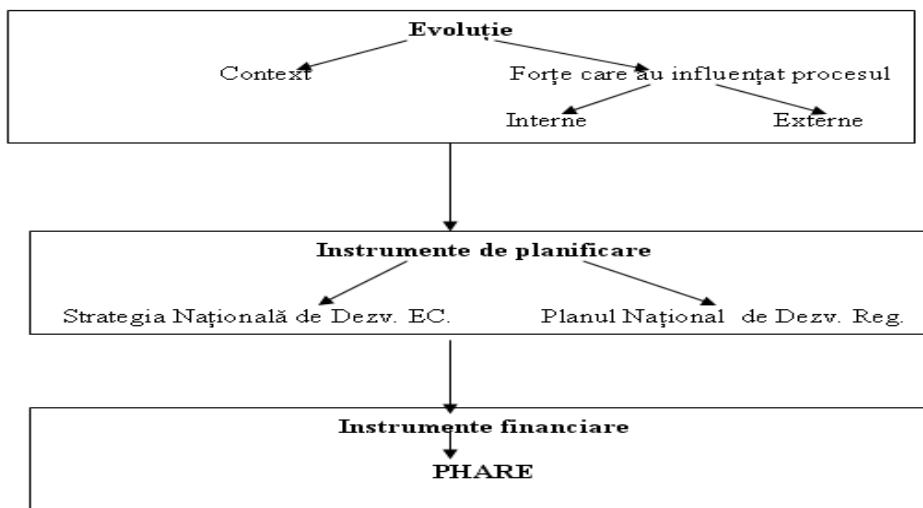 Evoluție
Context Forțe care au influențat procesul
Interne Externe
Instrumente de planificare
Strategia Națională de Dezv. EC. Planul Național de Dezv. Reg.
Instrumente financiare
PHARE